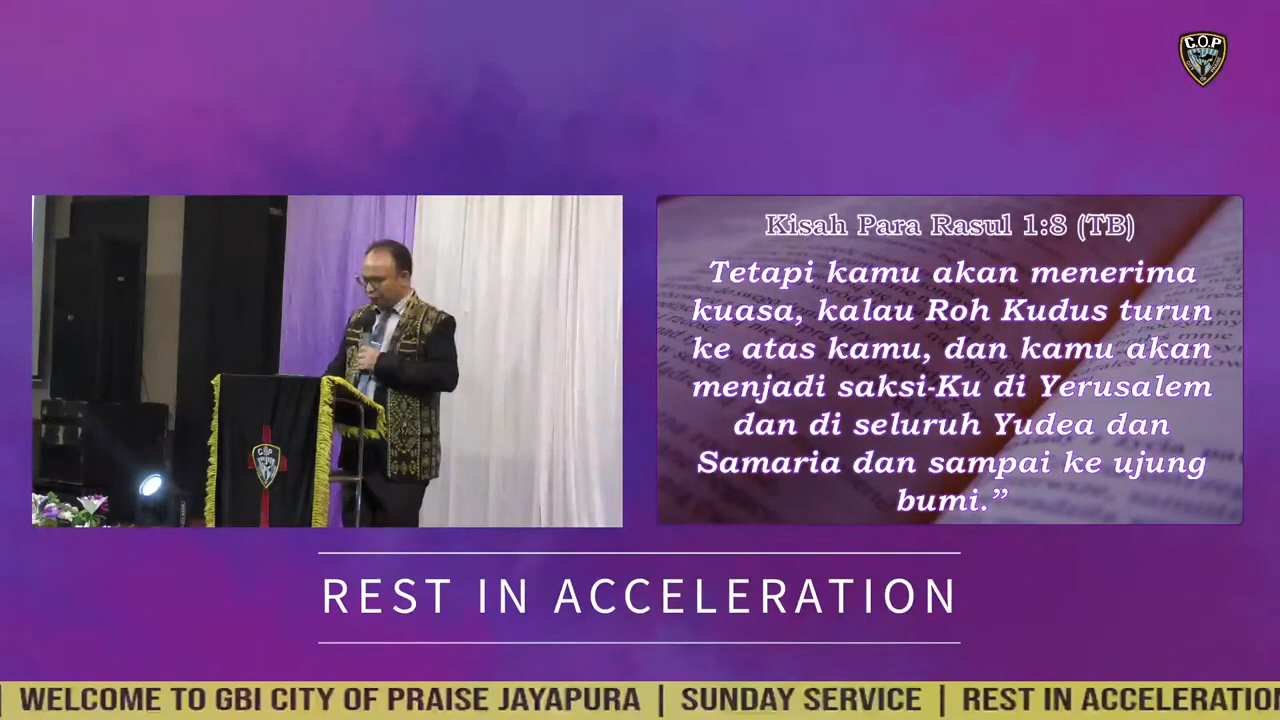 C.O.P
Kisah Para Rasul 1:8 (TB)
Tetapi kamu akan menerima
kuasa, kalau Roh Kudus turun
ke atas kamu, dan kamu akan
menjadi saksi-Ku di Yerusalem
dan di seluruh Yudea dan
Samaria dan sampai ke ujung
bumi.”
REST IN ACCELERATION
| WELCOME TO GBI CITY OF PRAISE JAYAPURA | SUNDAY SERVICE | REST IN ACCELERATION